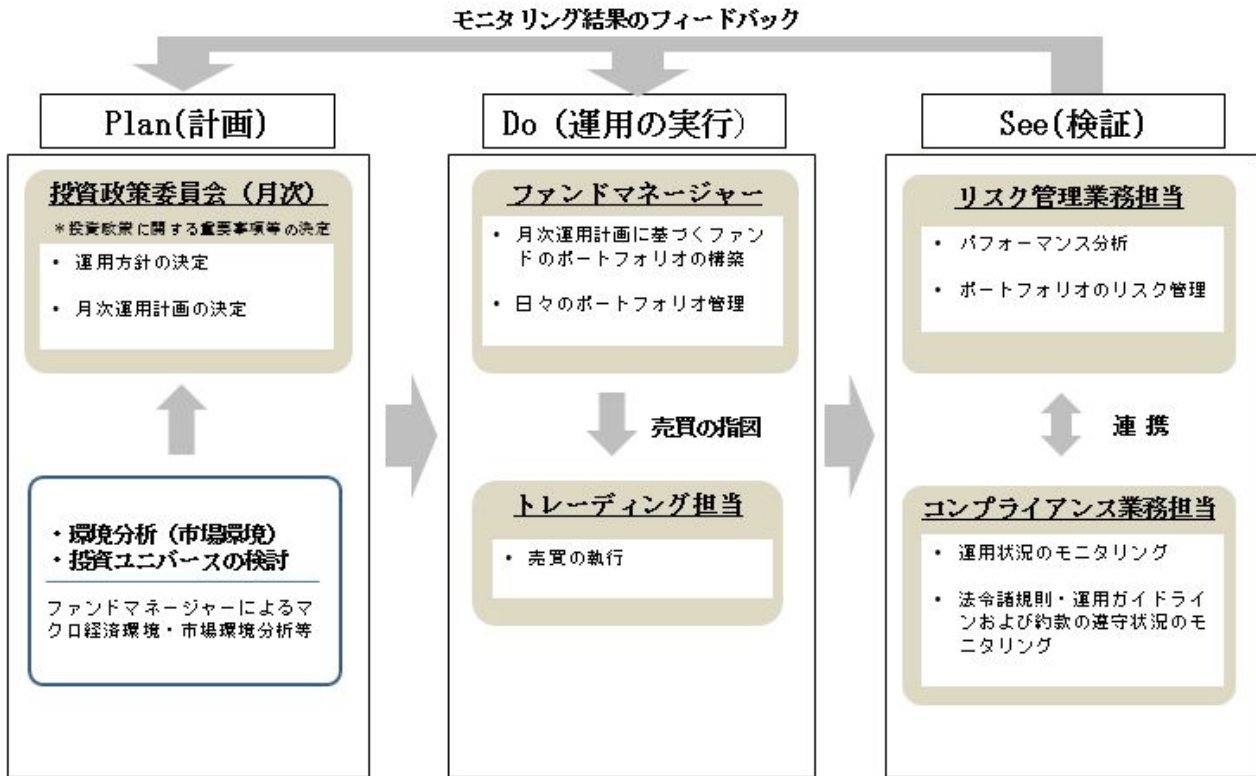 モニタリング結果のフィードバック
Plan(計画)
投資政策委員会（月次）
＊投資政策に関する重要事項等の決定
• 運用方針の決定
• 月次運用計画の決定
・環境分析（市場環境）
・投資ユニバースの検討
ファンドマネージャーによるマ
クロ経済環境・市場環境分析等
Do（運用の実行）
ファンドマネージャー
• 月次運用計画に基づくファン
ドのポートフォリオの構築
• 日々のポートフォリオ管理
売買の指図
トレーディング担当
• 売買の執行
See(検証)
リスク管理業務担当
• パフォーマンス分析
• ポートフォリオのリスク管理
連 携
コンプライアンス業務担当
• 運用状況のモニタリング
• 法令諸規則・運用ガイドライ
ンおよび約款の遵守状況のモ
ニタリング